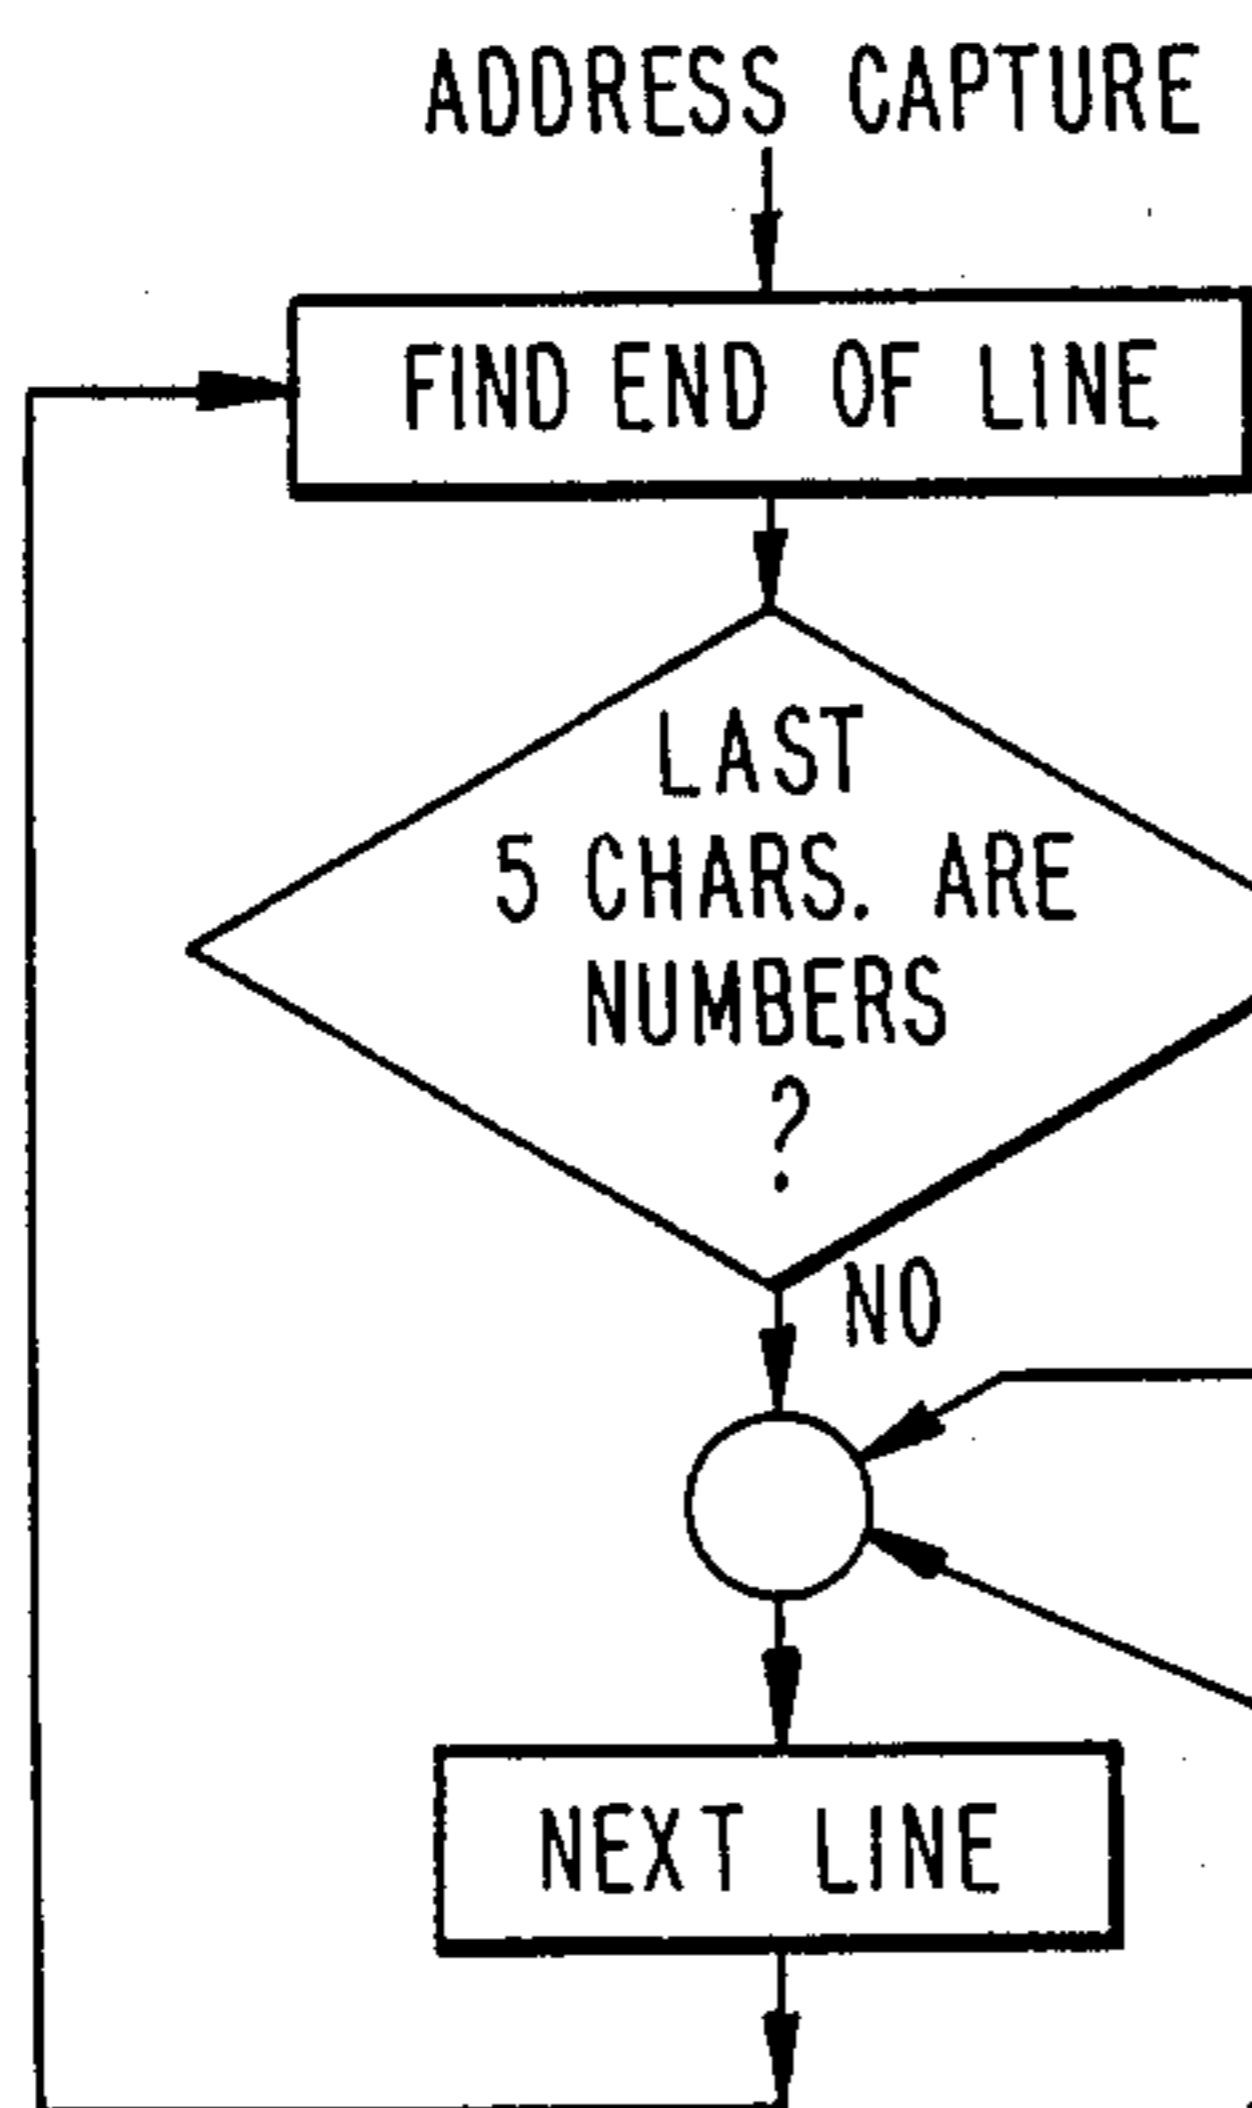 ADDRESS CAPTURE
FIND END OF LINE
LAST
5 CHARS. ARE
NUMBERS
?
NO
NEXT LINE